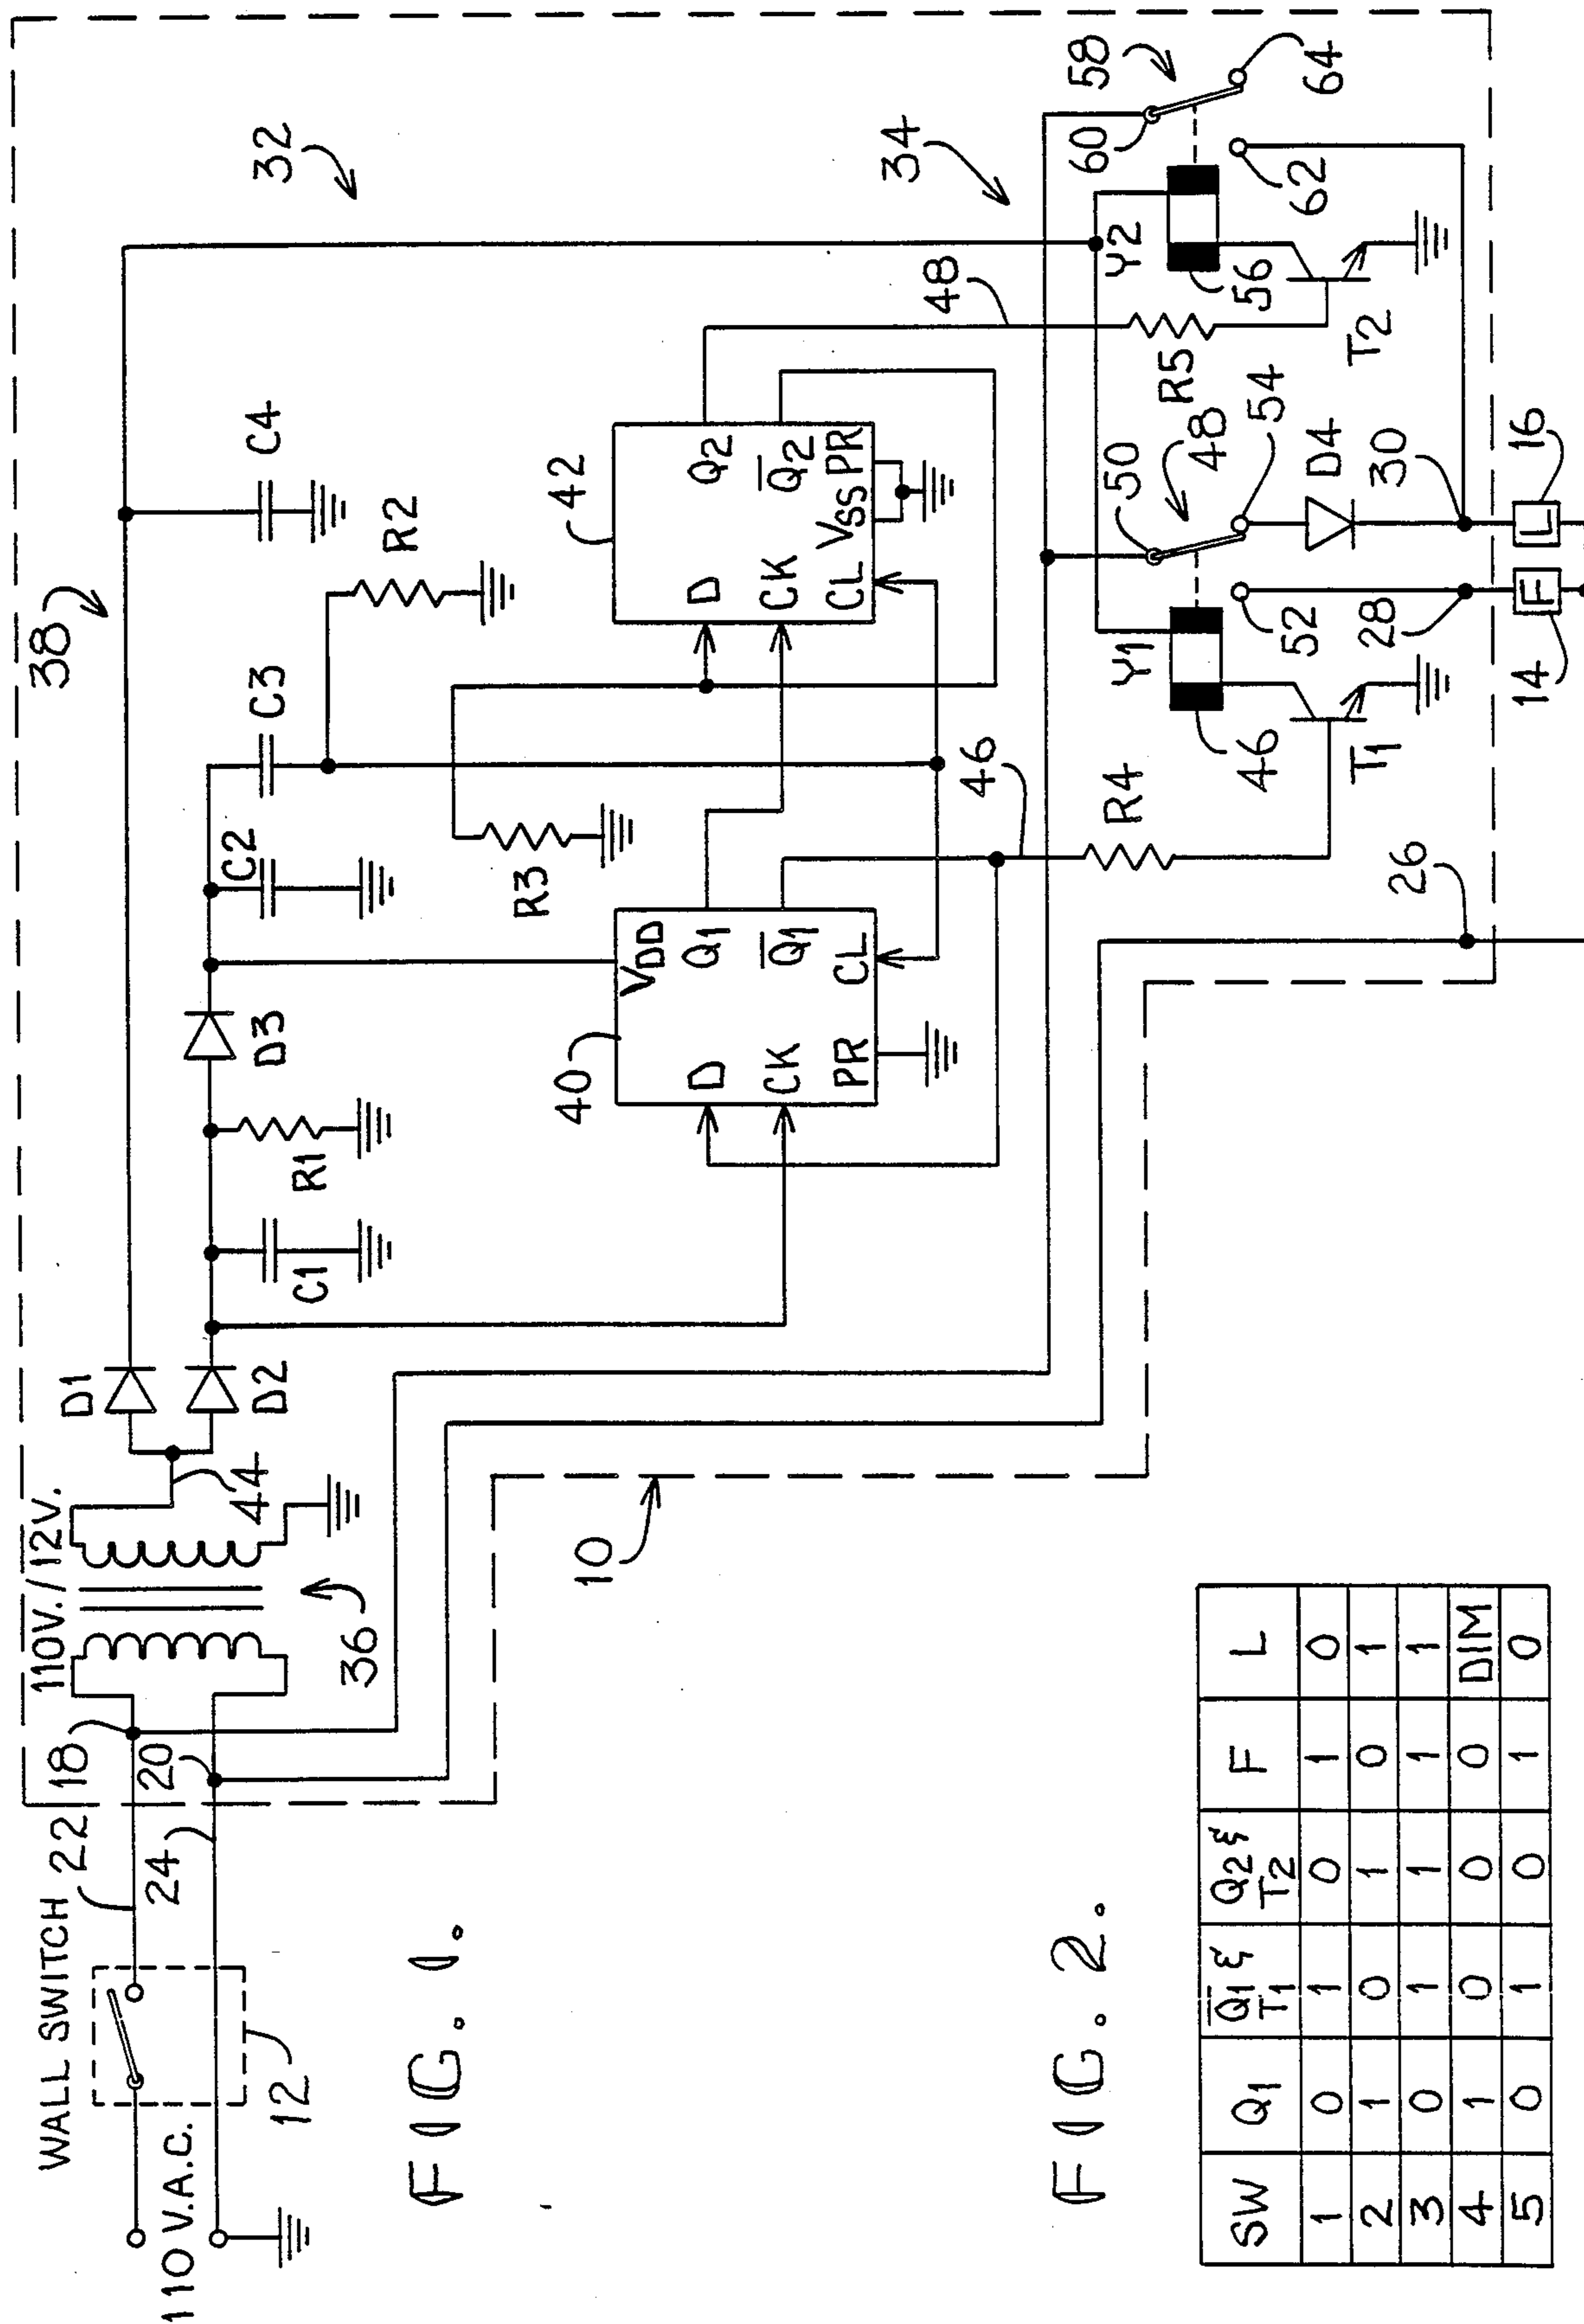 WALL SWITCH
22
18
110V./12V.
110 V.A.C.
12
24
20
36
44
D1
D2
C1
R1
D3
C2
C3
R2
C4
38
32
10
40
VDD
D
Q1
CK
Q̅1̅
PR
CL
R3
42
D
Q2
CK
Q̅2̅
CL
VSS
PR
46
48
34
R4
T1
Y1
46
50
48
52
54
D4
R5
T2
Y2
56
58
60
62
64
26
28
30
14
F
16
L
FIG. 1.
FIG. 2.
SW Q1 Q̅1̅ & T1 Q2 & T2 F L
1 0 1 0 1 0
2 1 0 1 0 1
3 0 1 1 1 1
4 1 0 0 0 DIM
5 0 1 0 1 0